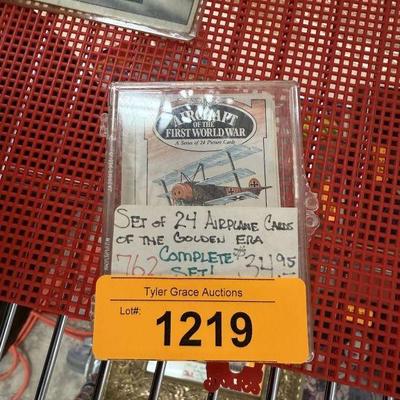 AIRCRAFT
OF THE
FIRST WORLD WAR
A Series of 24 Picture Cards
SET OF 24 AIRPLANE CARDS
OF THE GOLDEN ERA
762 COMPLETE 34.95
SET!
Tyler Grace Auctions
Lot#:
1219